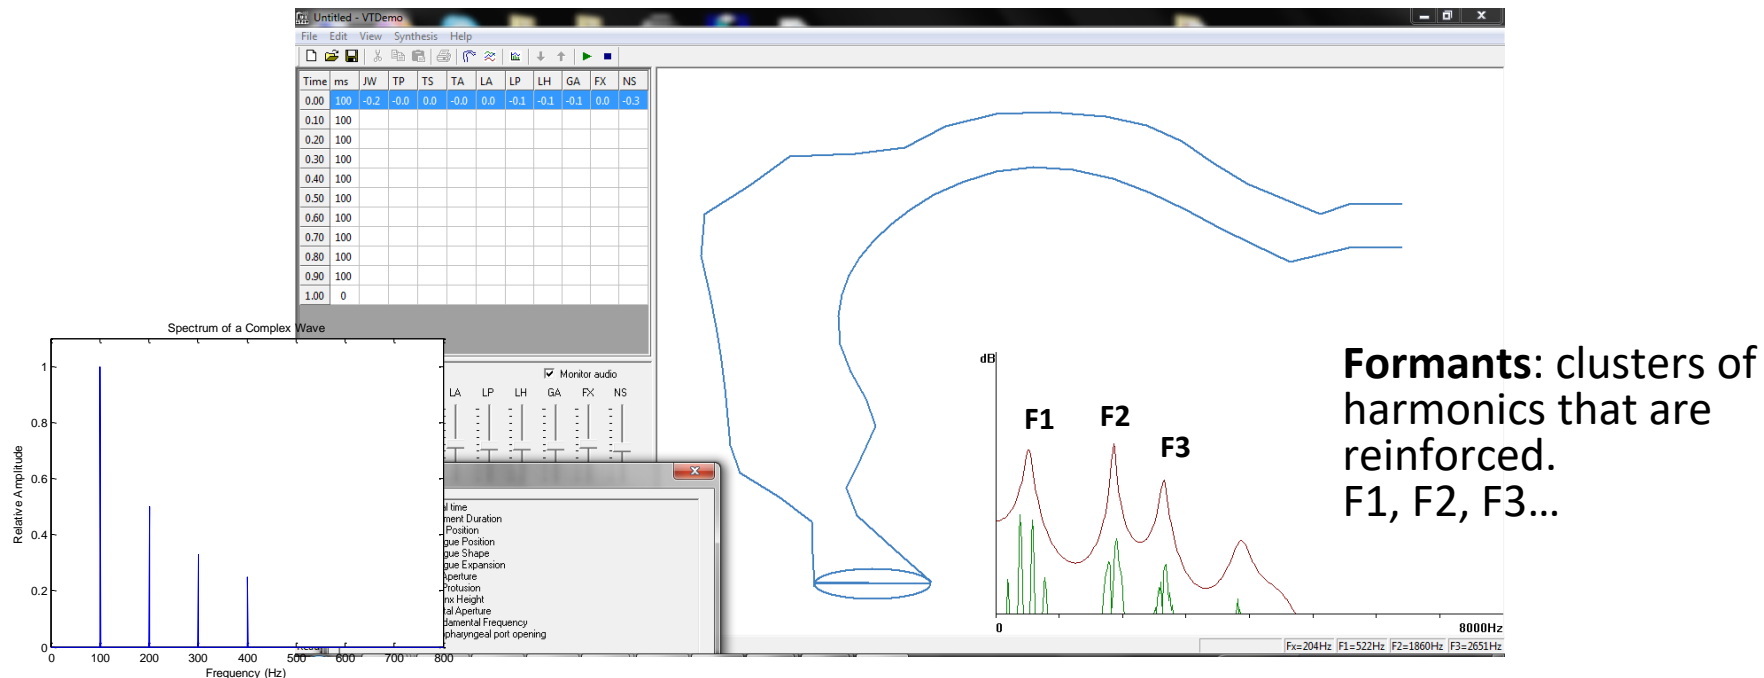 Untitled - VTDemo
File Edit View Synthesis Help
Time ms JW TP TS TA LA LP LH GA FX NS
0.00 100 -0.2 -0.0 0.0 -0.0 0.0 -0.1 -0.1 -0.1 0.0 -0.3
0.10 100
0.20 100
0.30 100
0.40 100
0.50 100
0.60 100
0.70 100
0.80 100
0.90 100
1.00 0
Spectrum of a Complex Wave
1
0.8
0.6
0.4
0.2
0
Relative Amplitude
0 100 200 300 400 500 600 700 800
Frequency (Hz)
Monitor audio
LA LP LH GA FX NS
al time
ment Duration
Position
gue Position
gue Shape
gue Expansion
Aperture
Protusion
nx Height
tal Aperture
damental Frequency
opharyngeal port opening
dB
F1 F2 F3
0 8000Hz
Fx=204Hz F1=522Hz F2=1860Hz F3=2651Hz
Formants: clusters of
harmonics that are
reinforced.
F1, F2, F3...